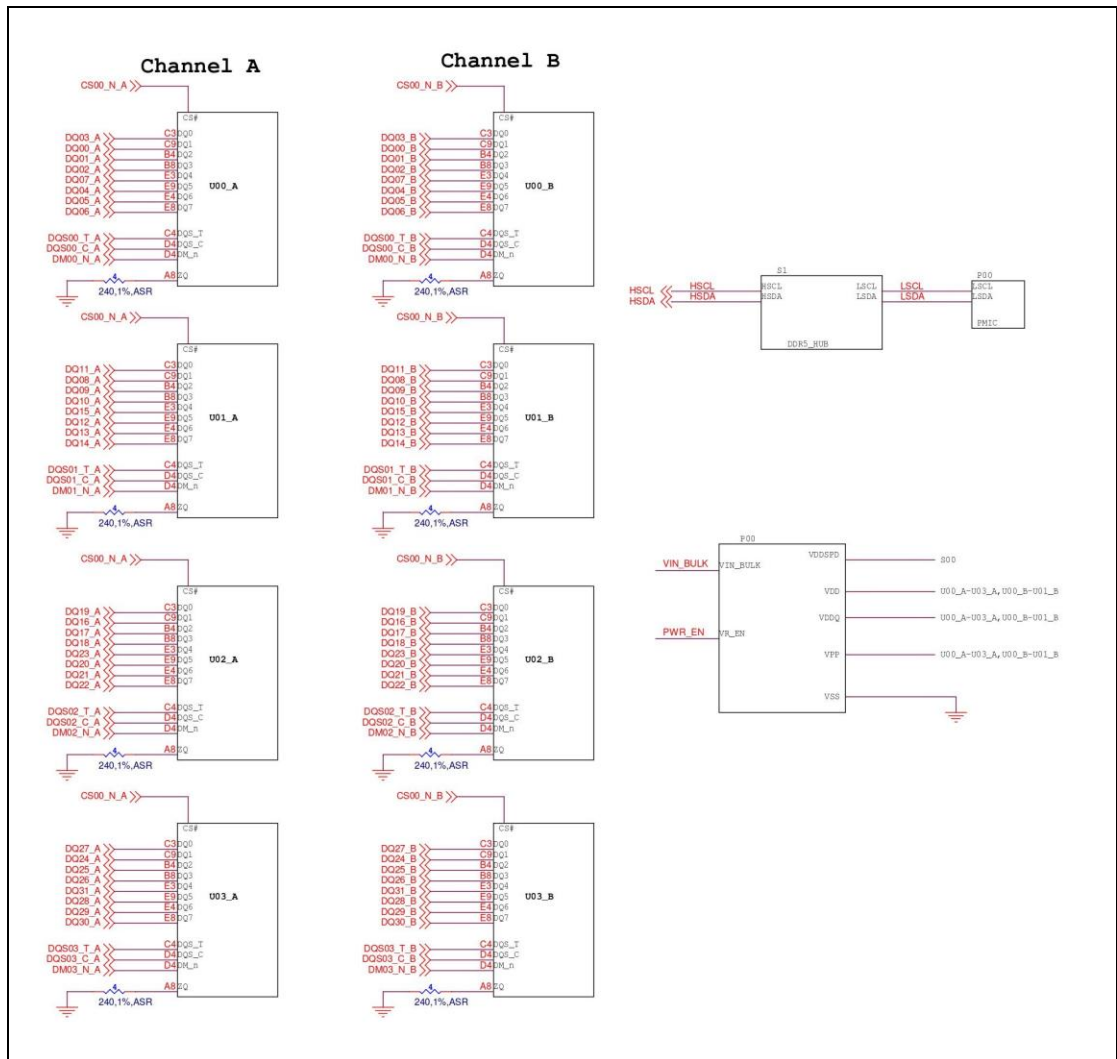 Channel A
CS00_N_A
CS#
DQ03_A C3 DQ0
DQ00_A C9 DQ1
DQ01_A B4 DQ2
DQ02_A B8 DQ3
DQ07_A E3 DQ4
DQ04_A E9 DQ5
DQ05_A E4 DQ6
DQ06_A E8 DQ7
U00_A
DQS00_T_A C4 DQS_T
DQS00_C_A D4 DQS_C
DM00_N_A D4 DM_n
4 A8 ZQ
240,1%,ASR
CS00_N_A
CS#
DQ11_A C3 DQ0
DQ08_A C9 DQ1
DQ09_A B4 DQ2
DQ10_A B8 DQ3
DQ15_A E3 DQ4
DQ12_A E9 DQ5
DQ13_A E4 DQ6
DQ14_A E8 DQ7
U01_A
DQS01_T_A C4 DQS_T
DQS01_C_A D4 DQS_C
DM01_N_A D4 DM_n
4 A8 ZQ
240,1%,ASR
CS00_N_A
CS#
DQ19_A C3 DQ0
DQ16_A C9 DQ1
DQ17_A B4 DQ2
DQ18_A B8 DQ3
DQ23_A E3 DQ4
DQ20_A E9 DQ5
DQ21_A E4 DQ6
DQ22_A E8 DQ7
U02_A
DQS02_T_A C4 DQS_T
DQS02_C_A D4 DQS_C
DM02_N_A D4 DM_n
4 A8 ZQ
240,1%,ASR
CS00_N_A
CS#
DQ27_A C3 DQ0
DQ24_A C9 DQ1
DQ25_A B4 DQ2
DQ26_A B8 DQ3
DQ31_A E3 DQ4
DQ28_A E9 DQ5
DQ29_A E4 DQ6
DQ30_A E8 DQ7
U03_A
DQS03_T_A C4 DQS_T
DQS03_C_A D4 DQS_C
DM03_N_A D4 DM_n
4 A8 ZQ
240,1%,ASR
Channel B
CS00_N_B
CS#
DQ03_B C3 DQ0
DQ00_B C9 DQ1
DQ01_B B4 DQ2
DQ02_B B8 DQ3
DQ07_B E3 DQ4
DQ04_B E9 DQ5
DQ05_B E4 DQ6
DQ06_B E8 DQ7
U00_B
DQS00_T_B C4 DQS_T
DQS00_C_B D4 DQS_C
DM00_N_B D4 DM_n
4 A8 ZQ
240,1%,ASR
CS00_N_B
CS#
DQ11_B C3 DQ0
DQ08_B C9 DQ1
DQ09_B B4 DQ2
DQ10_B B8 DQ3
DQ15_B E3 DQ4
DQ12_B E9 DQ5
DQ13_B E4 DQ6
DQ14_B E8 DQ7
U01_B
DQS01_T_B C4 DQS_T
DQS01_C_B D4 DQS_C
DM01_N_B D4 DM_n
4 A8 ZQ
240,1%,ASR
CS00_N_B
CS#
DQ19_B C3 DQ0
DQ16_B C9 DQ1
DQ17_B B4 DQ2
DQ18_B B8 DQ3
DQ23_B E3 DQ4
DQ20_B E9 DQ5
DQ21_B E4 DQ6
DQ22_B E8 DQ7
U02_B
DQS02_T_B C4 DQS_T
DQS02_C_B D4 DQS_C
DM02_N_B D4 DM_n
4 A8 ZQ
240,1%,ASR
CS00_N_B
CS#
DQ27_B C3 DQ0
DQ24_B C9 DQ1
DQ25_B B4 DQ2
DQ26_B B8 DQ3
DQ31_B E3 DQ4
DQ28_B E9 DQ5
DQ29_B E4 DQ6
DQ30_B E8 DQ7
U03_B
DQS03_T_B C4 DQS_T
DQS03_C_B D4 DQS_C
DM03_N_B D4 DM_n
4 A8 ZQ
240,1%,ASR
S1 P00
HSCL HSCL HSCL LSCL LSCL LSCL
HSDA HSDA HSDA LSDA LSDA LSDA
PMIC
DDR5_HUB
P00
VDDSPD S00
VIN_BULK VIN_BULK
VDD U00_A-U03_A,U00_B-U01_B
VDDQ U00_A-U03_A,U00_B-U01_B
PWR_EN VR_EN
VPP U00_A-U03_A,U00_B-U01_B
VSS